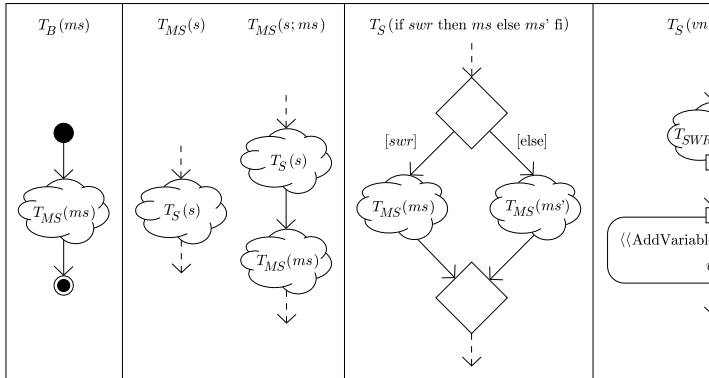 T_B(ms)
T_MS(ms)
T_MS(s)
T_S(s)
T_MS(s; ms)
T_S(s)
T_MS(ms)
T_S(if swr then ms else ms' fi)
[swr]
[else]
T_MS(ms)
T_MS(ms')
T_S(vn
T_SWR
⟨⟨AddVariabl